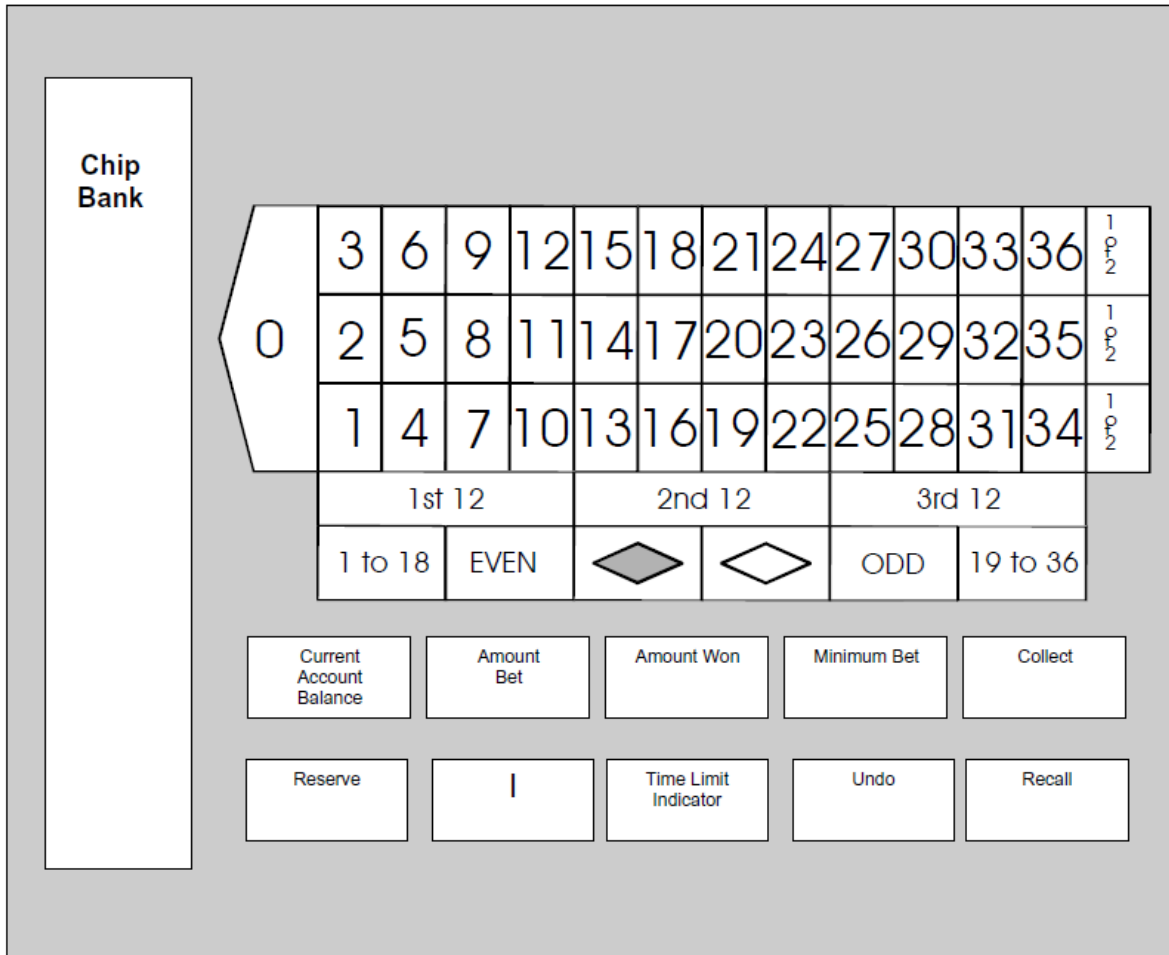 Chip
Bank
3 6 9 12 15 18 21 24 27 30 33 36 1 of 2
0 2 5 8 11 14 17 20 23 26 29 32 35 1 of 2
1 4 7 10 13 16 19 22 25 28 31 34 1 of 2
1st 12 2nd 12 3rd 12
1 to 18 EVEN ODD 19 to 36
Current
Account
Balance
Amount
Bet
Amount Won
Minimum Bet
Collect
Reserve
I
Time Limit
Indicator
Undo
Recall